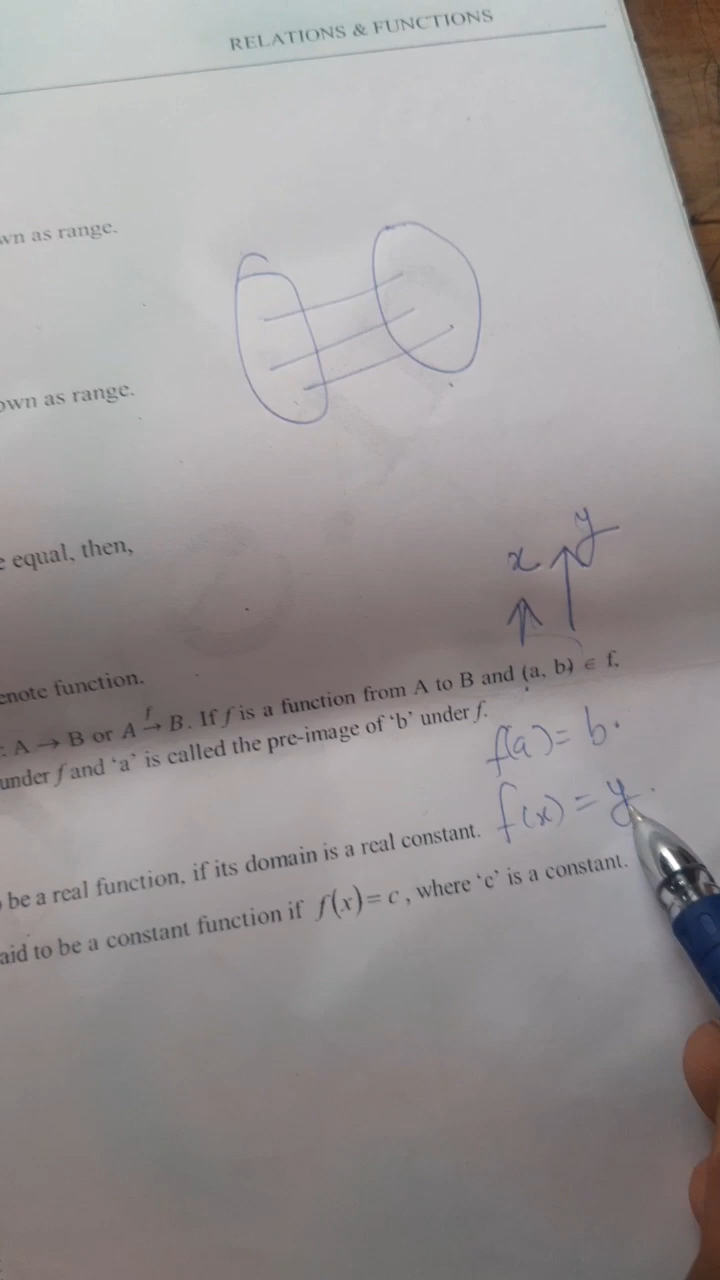 RELATIONS & FUNCTIONS
wn as range.
own as range.
e equal, then,
x y
enote function.
: A → B or A f→ B. If f is a function from A to B and (a, b) ∈ f,
under f and ‘a’ is called the pre-image of ‘b’ under f.
f(a) = b.
f(x) = y.
be a real function, if its domain is a real constant.
aid to be a constant function if f(x) = c, where ‘c’ is a constant.